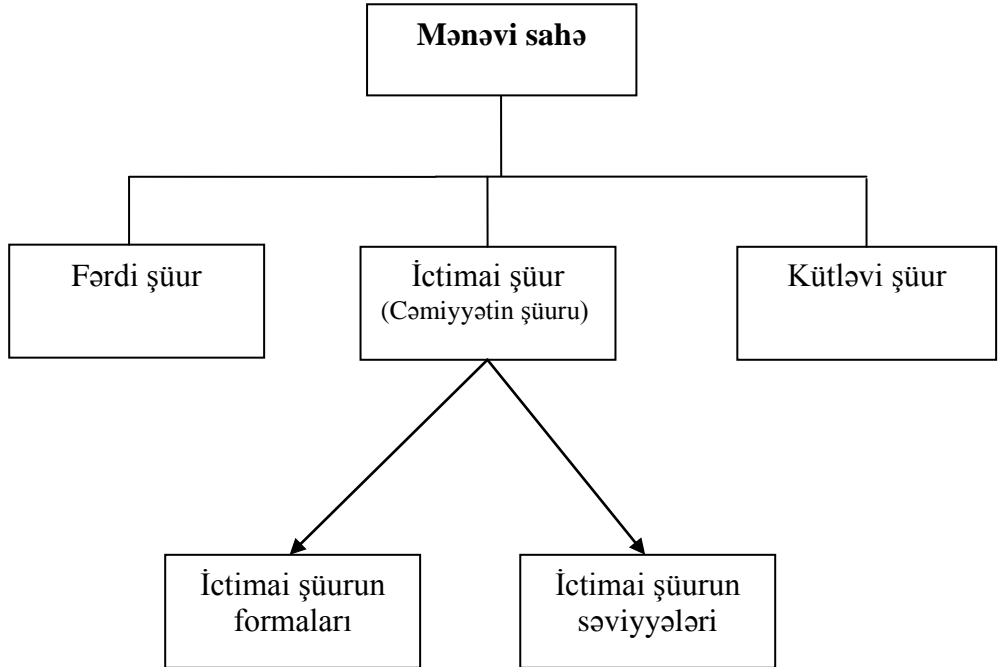 Mənəvi sahə
Fərdi şüur
İctimai şüur
(Cəmiyyətin şüuru)
Kütləvi şüur
İctimai şüurun
formaları
İctimai şüurun
səviyyələri